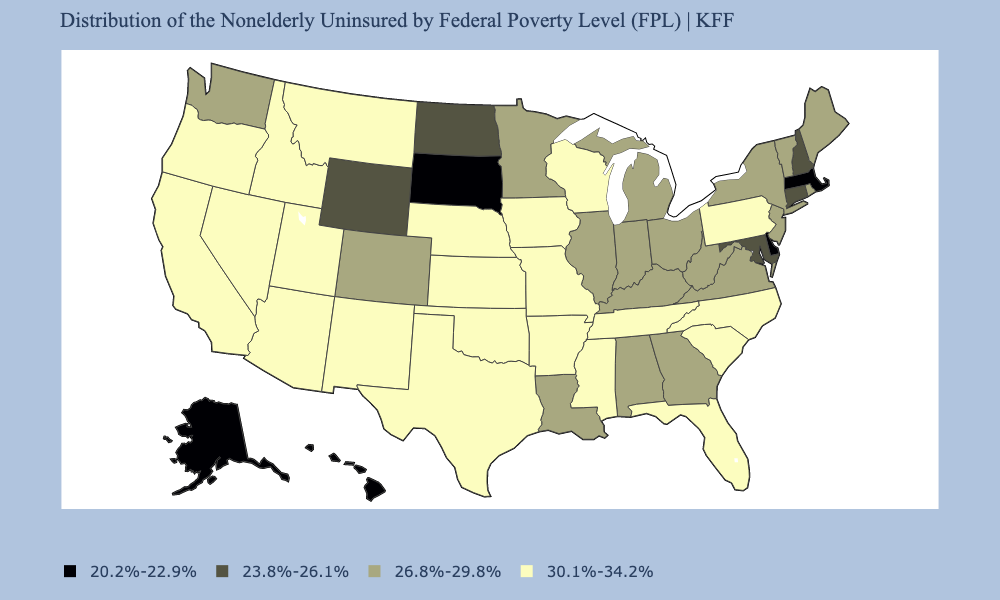 Distribution of the Nonelderly Uninsured by Federal Poverty Level (FPL) | KFF
20.2%-22.9% 23.8%-26.1% 26.8%-29.8% 30.1%-34.2%